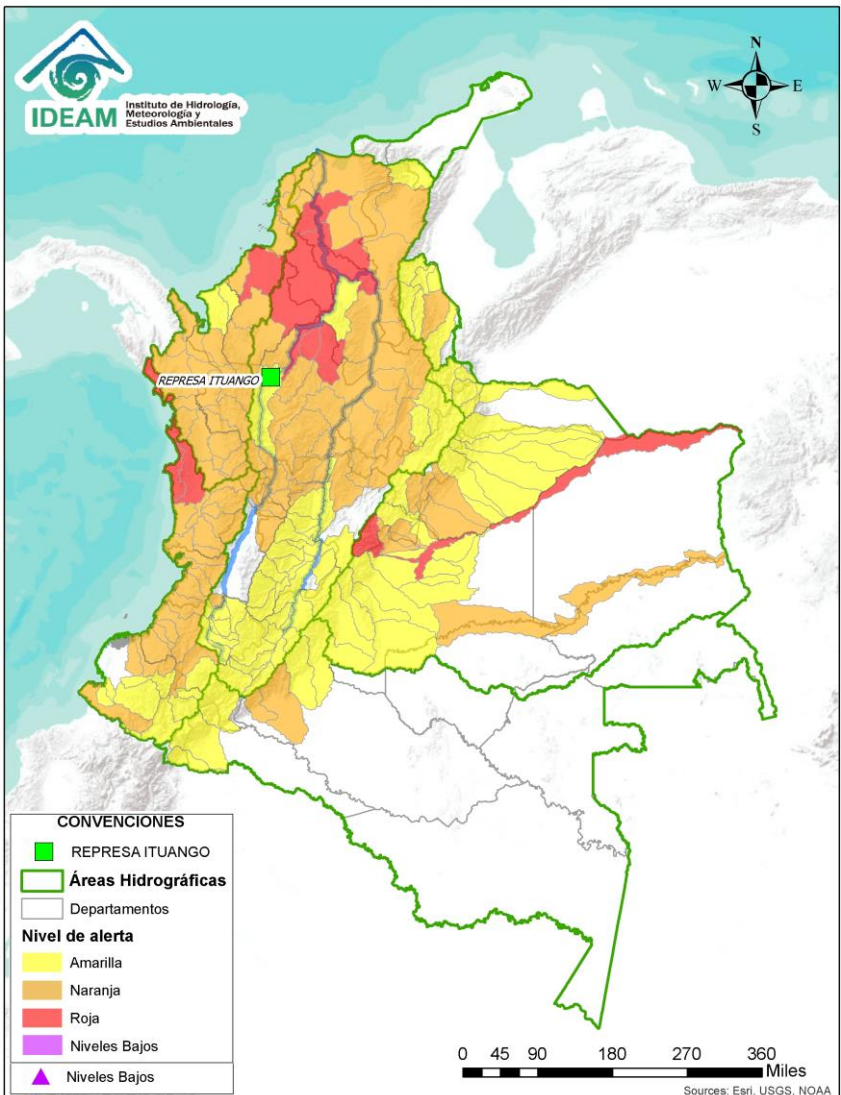 IDEAM
Instituto de Hidrología,
Meteorología y
Estudios Ambientales
N
W E
S
REPRESA ITUANGO
CONVENCIONES
REPRESA ITUANGO
Áreas Hidrográficas
Departamentos
Nivel de alerta
Amarilla
Naranja
Roja
Niveles Bajos
Niveles Bajos
0 45 90 180 270 360
Miles
Sources: Esri, USGS, NOAA